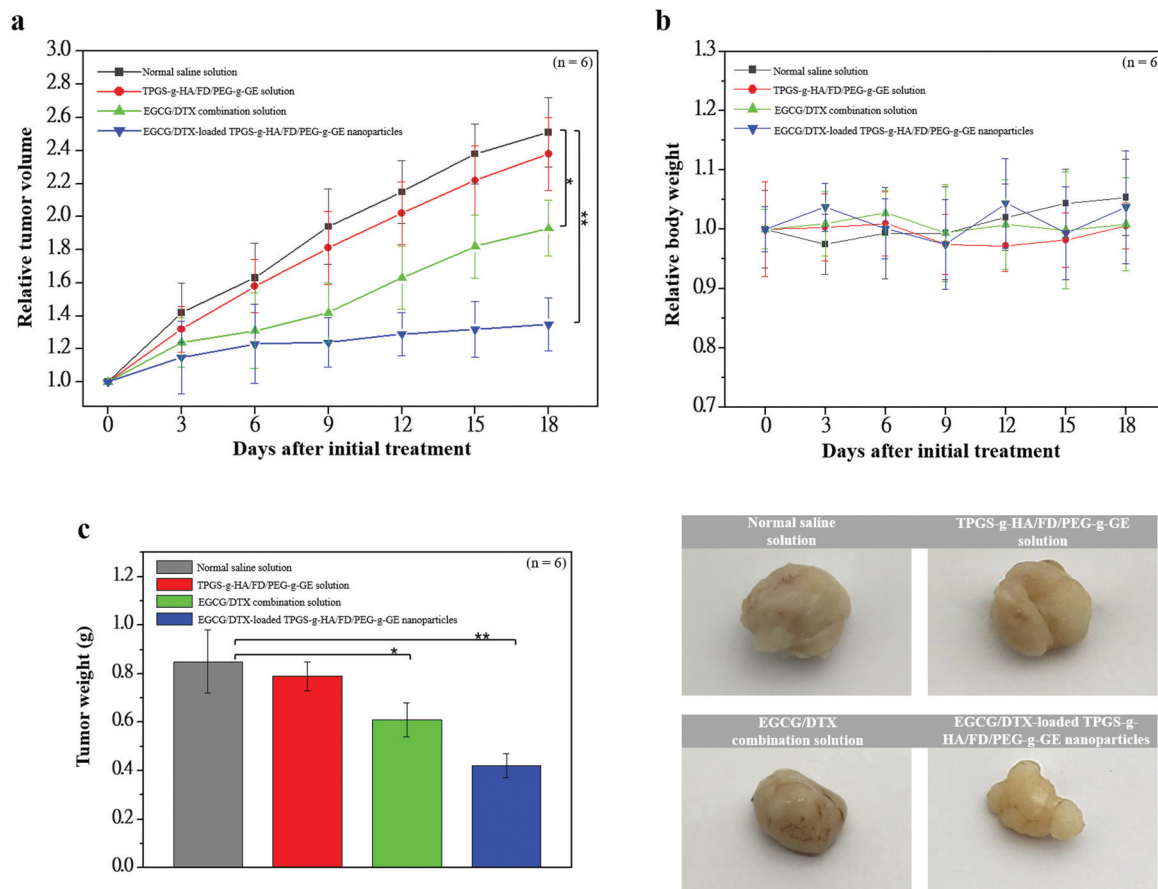 a
Relative tumor volume
3.0
2.8
2.6
2.4
2.2
2.0
1.8
1.6
1.4
1.2
1.0
(n = 6)
Normal saline solution
TPGS-g-HA/FD/PEG-g-GE solution
EGCG/DTX combination solution
EGCG/DTX-loaded TPGS-g-HA/FD/PEG-g-GE nanoparticles
*
**
0 3 6 9 12 15 18
Days after initial treatment
b
Relative body weight
1.3
1.2
1.1
1.0
0.9
0.8
0.7
(n = 6
Normal saline solution
TPGS-g-HA/FD/PEG-g-GE solution
EGCG/DTX combination solution
EGCG/DTX-loaded TPGS-g-HA/FD/PEG-g-GE nanoparticles
0 3 6 9 12 15 18
Days after initial treatment
c
Tumor weight (g)
1.2
1.0
0.8
0.6
0.4
0.2
0.0
(n = 6)
Normal saline solution
TPGS-g-HA/FD/PEG-g-GE solution
EGCG/DTX combination solution
EGCG/DTX-loaded TPGS-g-HA/FD/PEG-g-GE nanoparticles
**
*
Normal saline
solution
TPGS-g-HA/FD/PEG-g-GE
solution
EGCG/DTX
combination solution
EGCG/DTX-loaded TPGS-g-
HA/FD/PEG-g-GE nanoparticles